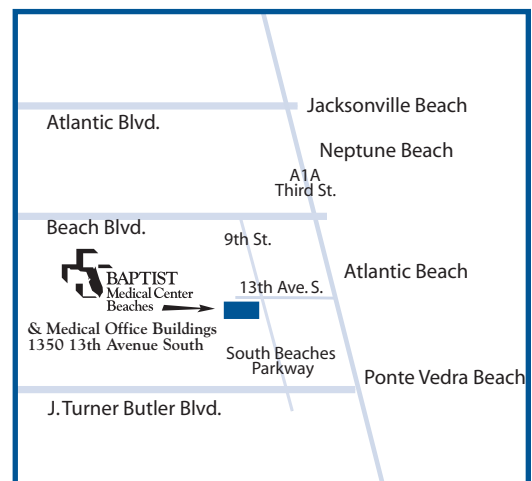 Jacksonville Beach
Atlantic Blvd.
Neptune Beach
A1A
Third St.
Beach Blvd.
9th St.
BAPTIST
Medical Center
Beaches
Atlantic Beach
13th Ave. S.
& Medical Office Buildings
1350 13th Avenue South
South Beaches
Parkway
Ponte Vedra Beach
J. Turner Butler Blvd.